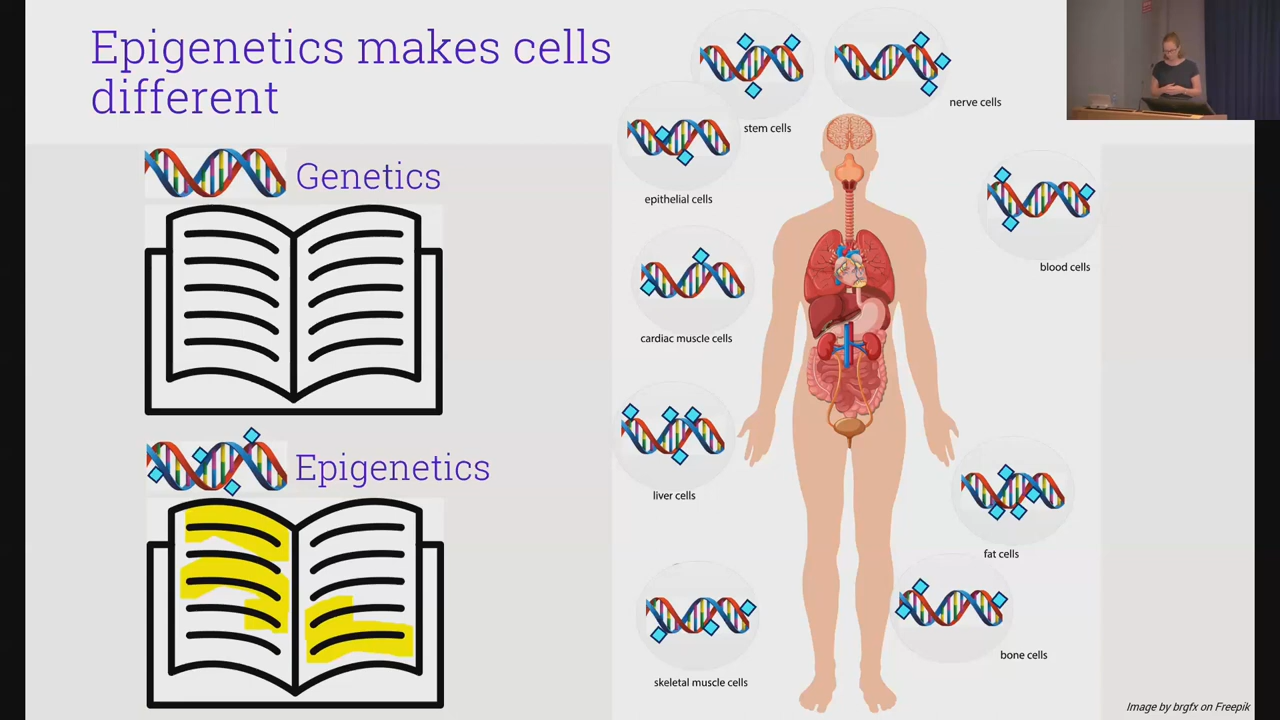 Epigenetics makes cells
different
Genetics
Epigenetics
stem cells
nerve cells
epithelial cells
blood cells
cardiac muscle cells
liver cells
fat cells
bone cells
skeletal muscle cells
Image by brgfx on Freepik